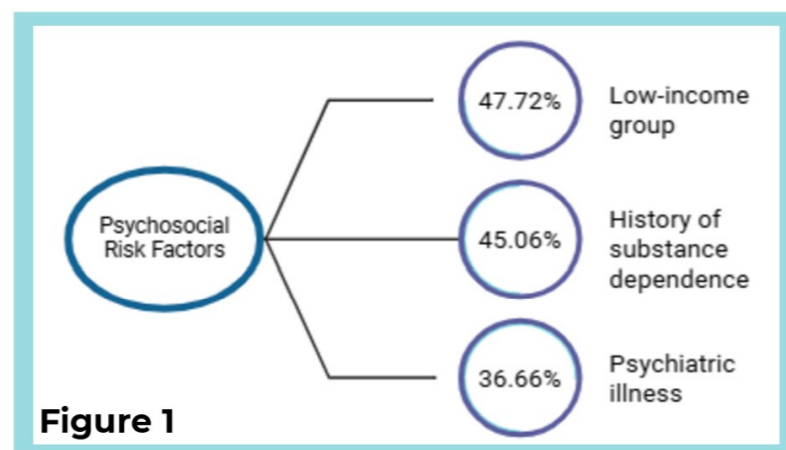 Psychosocial
Risk Factors
47.72%
Low-income
group
45.06%
History of
substance
dependence
36.66%
Psychiatric
illness
Figure 1